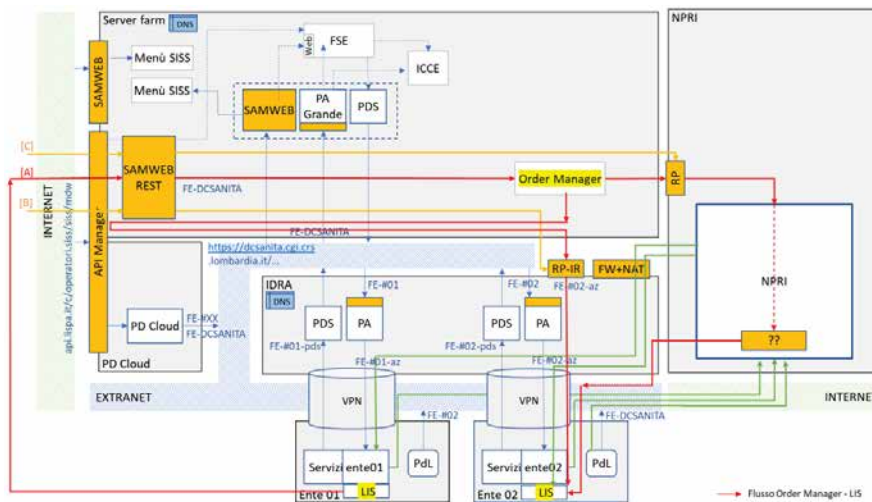 Server farm
DNS
NPRI
FSE
Web
SAMWEB
Menù SISS
ICCE
Menù SISS
SAMWEB
PA
Grande
PDS
[C]
[A]
[B]
INTERNET
api.lispa.it/c/operatori.siss/siss/mdw
API Manager
SAMWEB
REST
FE-DCSANITA
Order Manager
RP
FE-DCSANITA
https://dcsanita.cgi.crs
.lombardia.it/...
RP-IR
FW+NAT
FE-#02-az
NPRI
??
IDRA
DNS
FE-#01
FE-#02
PD Cloud
FE-#XX
FE-DCSANITA
PD Cloud
PDS
PA
PDS
PA
FE-#01-pds
FE-#01-az
FE-#02-pds
FE-#02-az
EXTRANET
VPN
VPN
INTERNET
FE-#02
FE-DCSANITA
Servizi
ente01
PdL
Servizi
ente02
PdL
LIS
Ente 01
LIS
Ente 02
Flusso Order Manager - LIS